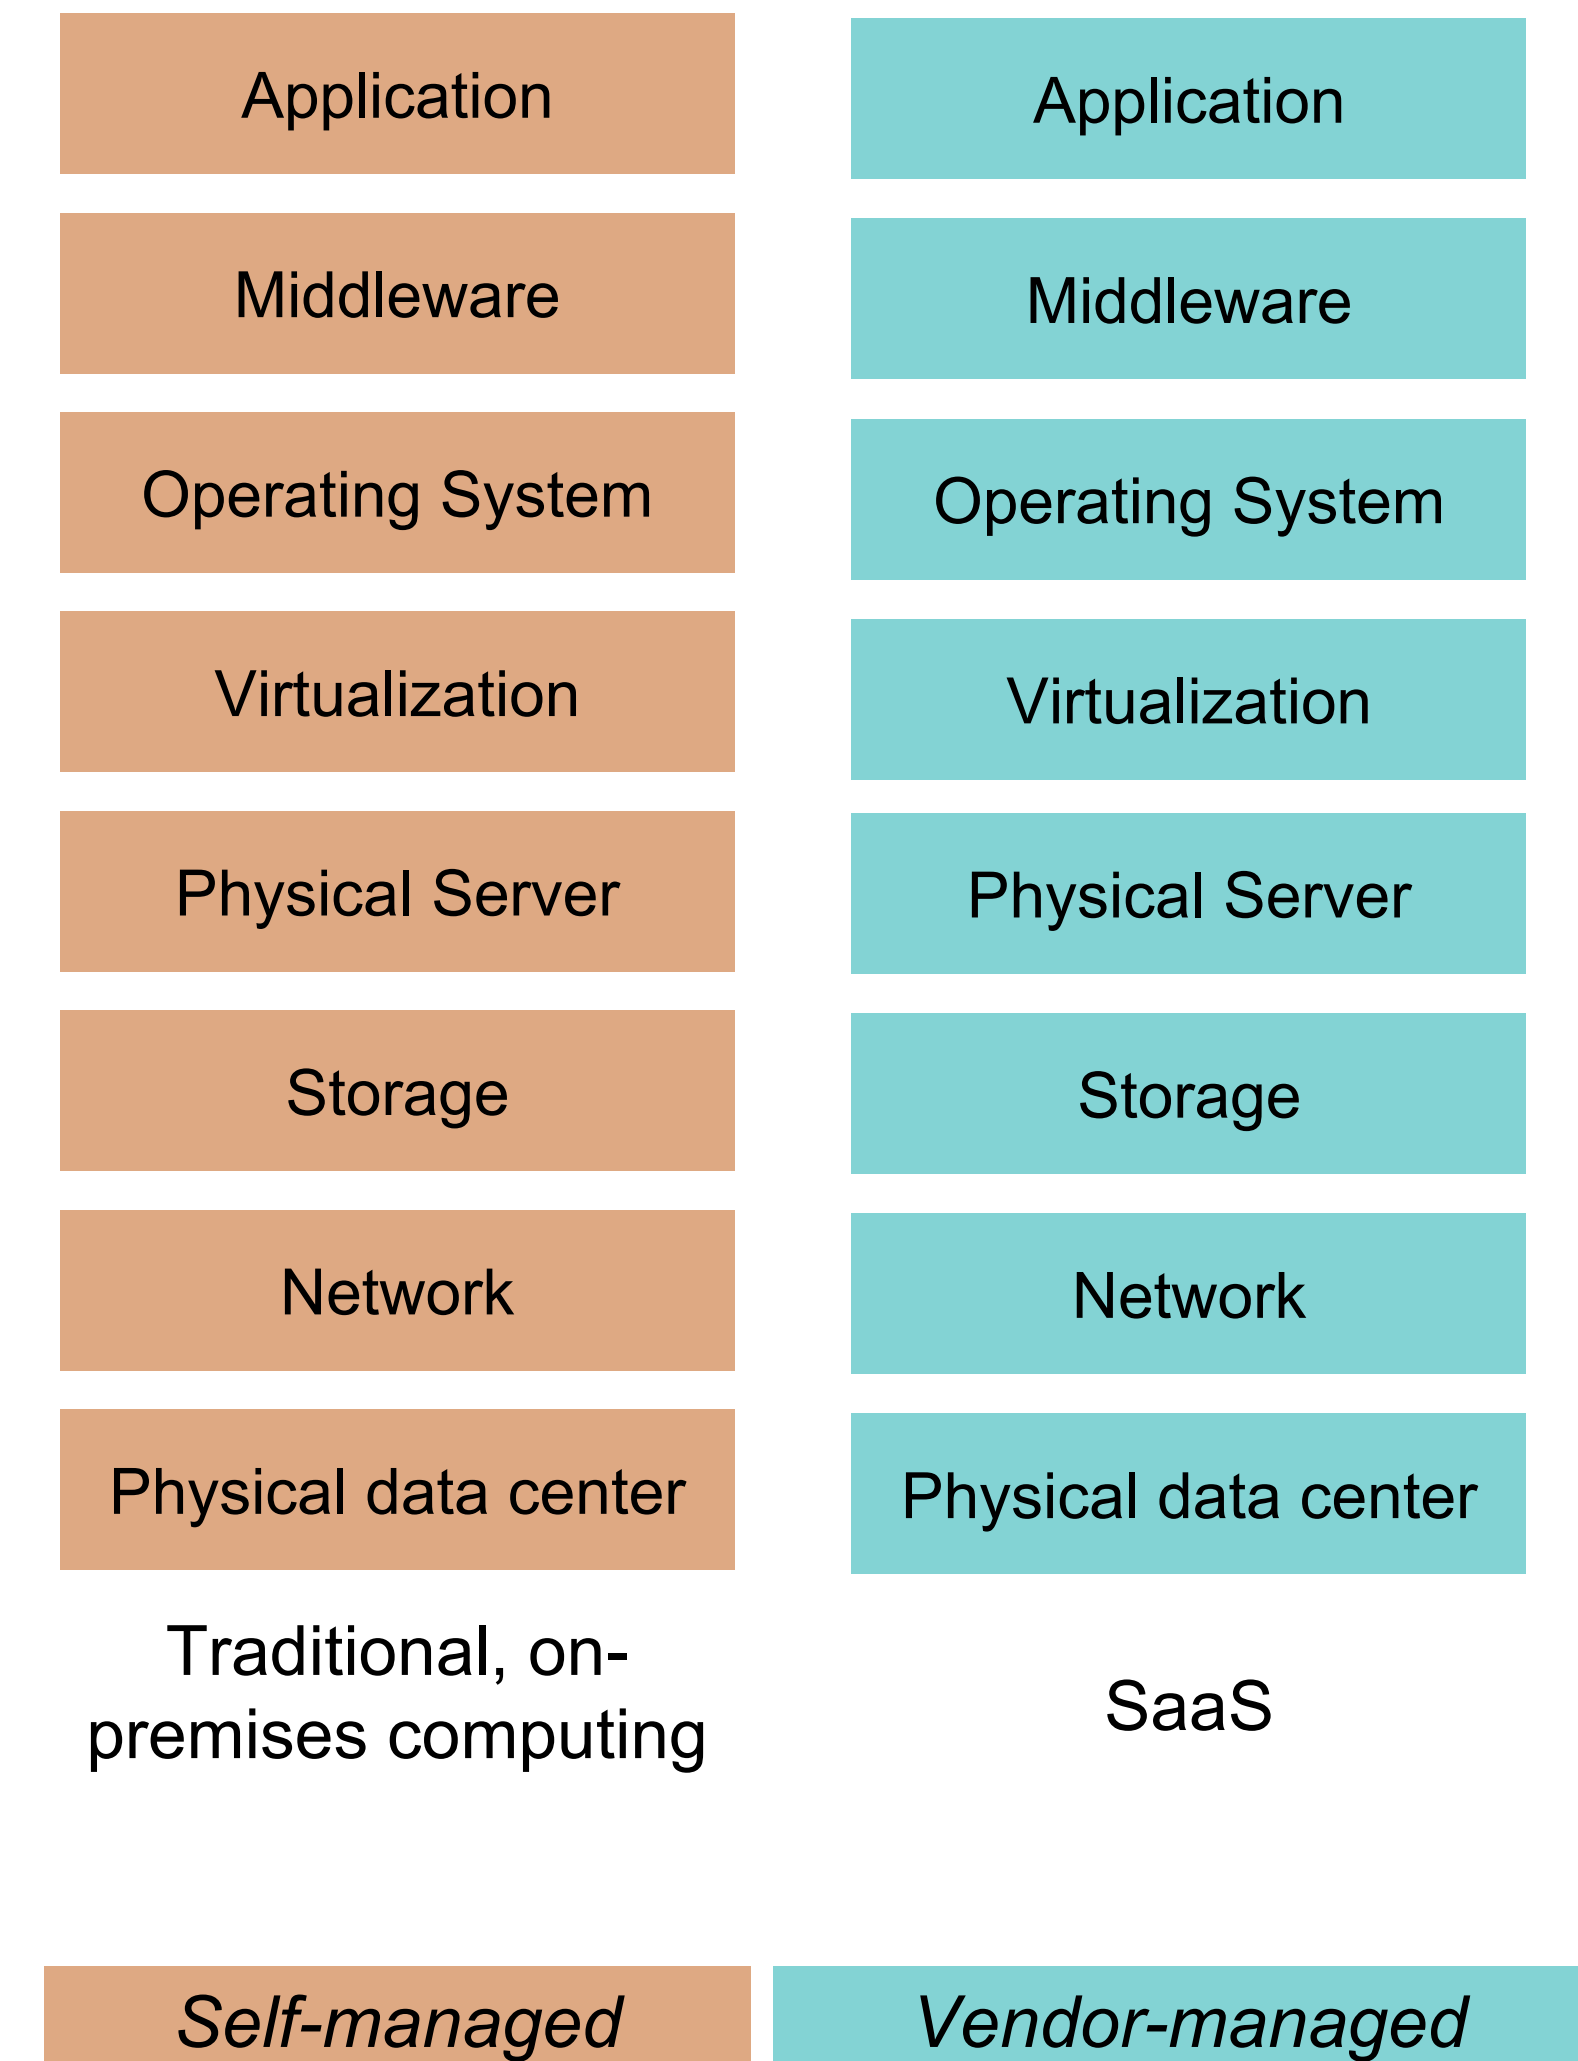 Application
Middleware
Operating System
Virtualization
Physical Server
Storage
Network
Physical data center
Traditional, on-
premises computing
Application
Middleware
Operating System
Virtualization
Physical Server
Storage
Network
Physical data center
SaaS
Self-managed
Vendor-managed